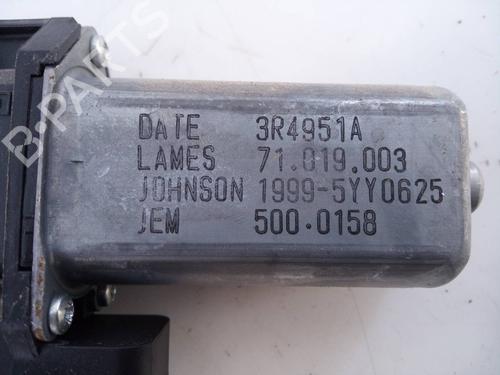 B-PARTS
DATE 3R4951A
LAMES 71.019.003
JOHNSON 1999-5YY0625
JEM 500.0158